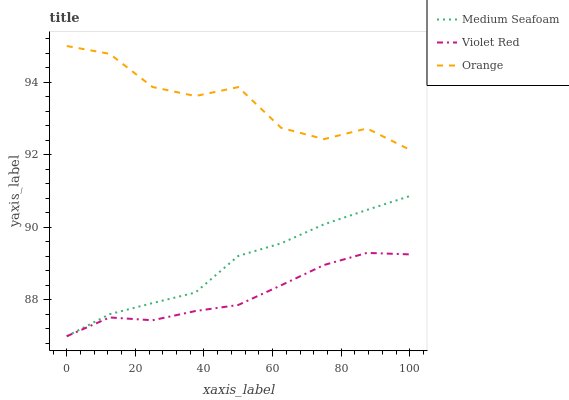 title
Medium Seafoam
Violet Red
Orange
yaxis_label
94
92
90
88
0 20 40 60 80 100
xaxis_label